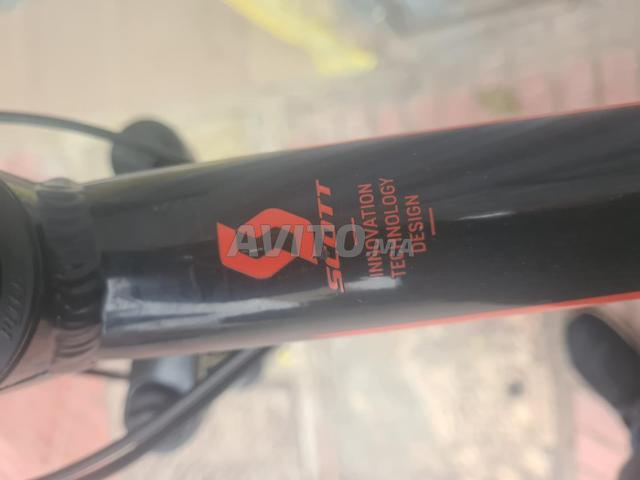 SCOTT
INNOVATION
TECHNOLOGY
DESIGN
AVITO.MA